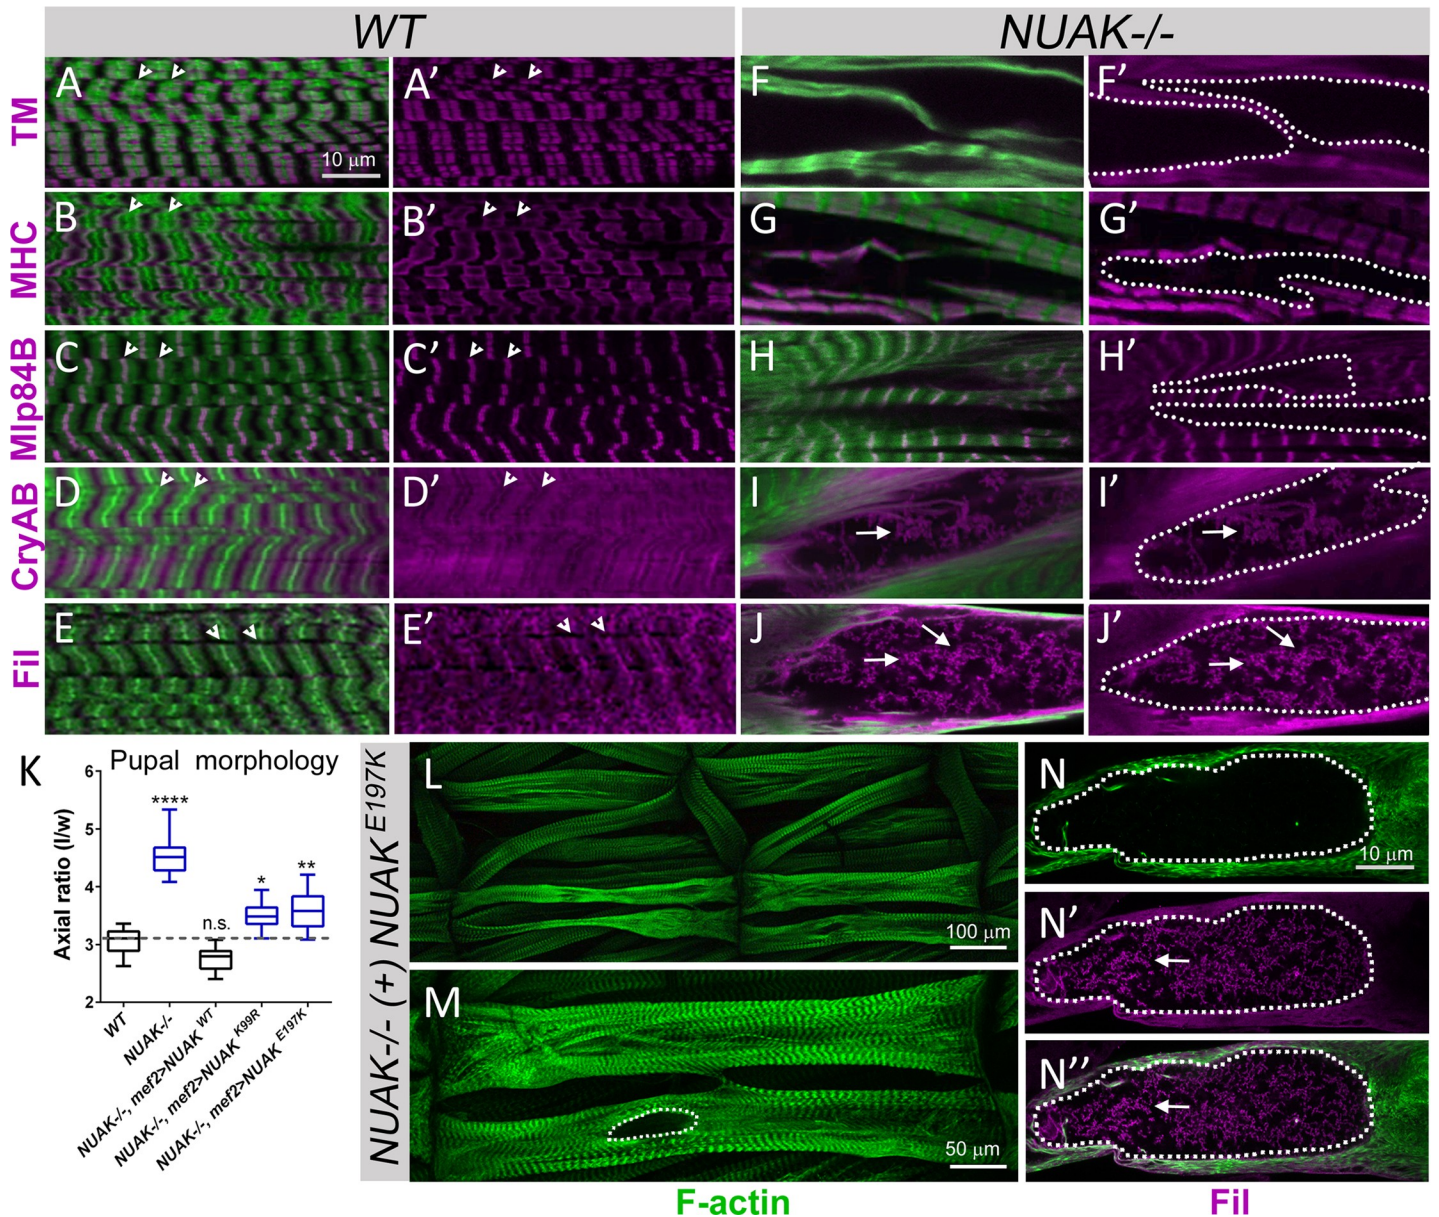 WT
NUAK-/-
TM
A
10 μm
A’
F
F’
MHC
B
B’
G
G’
Mlp84B
C
C’
H
H’
CryAB
D
D’
I
I’
Fil
E
E’
J
J’
K
Pupal morphology
Axial ratio (l/w)
6
5
4
3
2
****
n.s.
*
**
WT
NUAK-/-
NUAK-/-, mef2>NUAK WT
NUAK-/-, mef2>NUAK K99R
NUAK-/-, mef2>NUAK E197K
NUAK-/- (+) NUAK E197K
L
100 μm
M
50 μm
N
10 μm
N’
N’’
F-actin
Fil